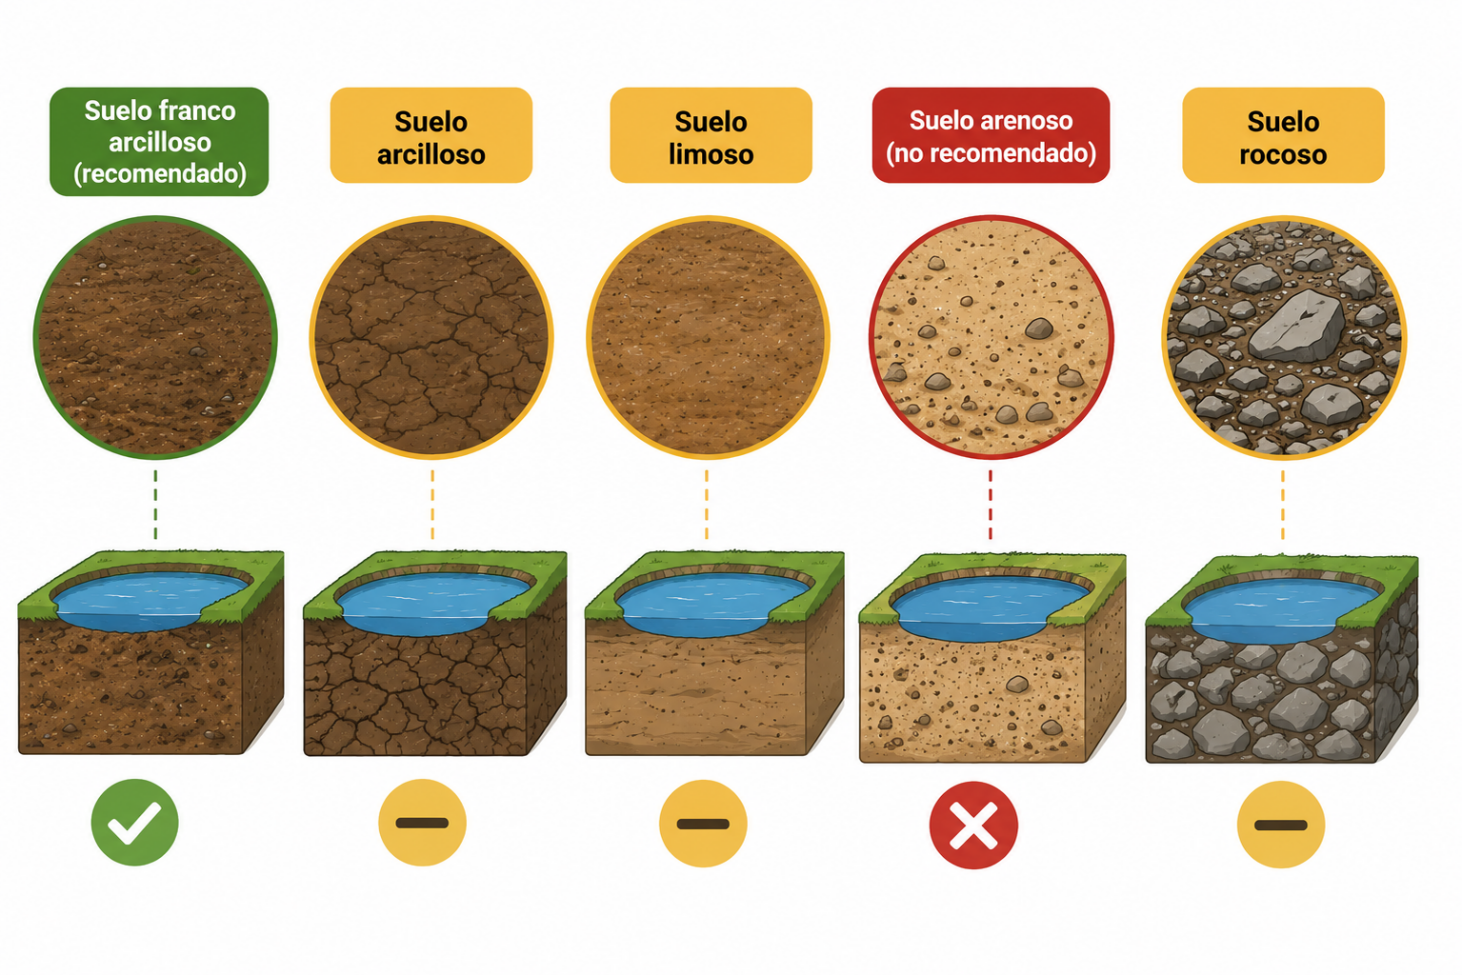 Suelo franco
arcilloso
(recomendado)
Suelo
arcilloso
Suelo
limoso
Suelo arenoso
(no recomendado)
Suelo
rocoso